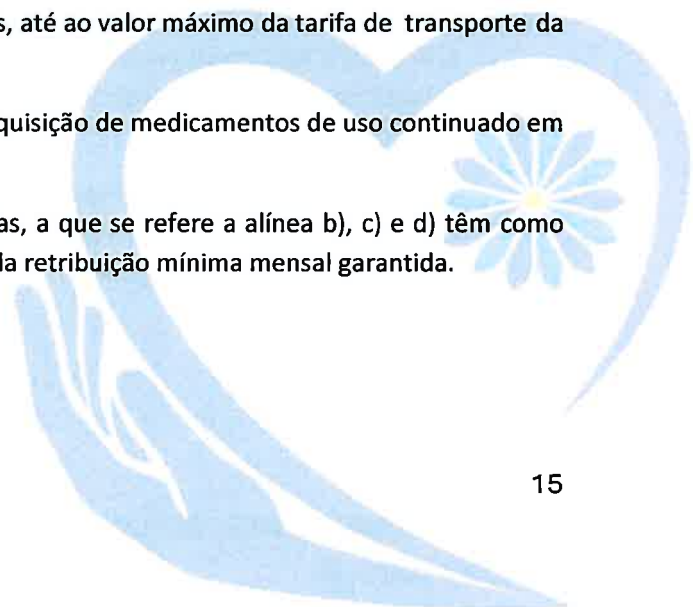 s, até ao valor máximo da tarifa de transporte da
quisição de medicamentos de uso continuado em
as, a que se refere a alínea b), c) e d) têm como
la retribuição mínima mensal garantida.
15